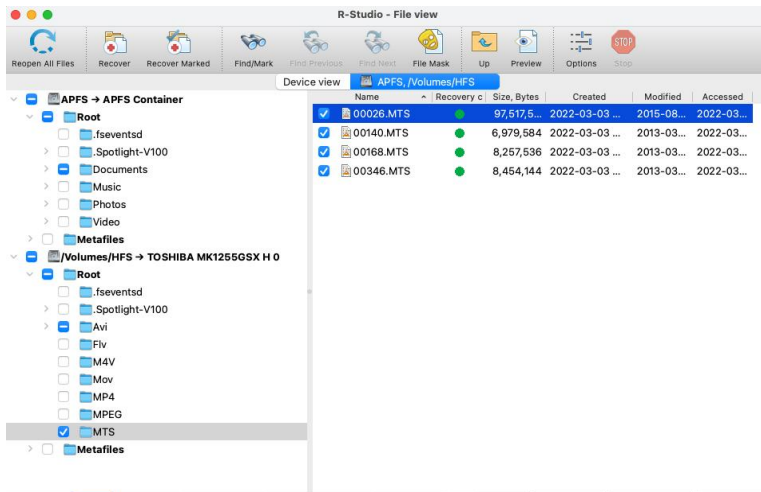 R-Studio - File view
Reopen All Files Recover Recover Marked Find/Mark Find Previous Find Next File Mask Up Preview Options Stop
STOP
Device view APFS, /Volumes/HFS
APFS → APFS Container
Root
.fseventsd
.Spotlight-V100
Documents
Music
Photos
Video
Metafiles
/Volumes/HFS → TOSHIBA MK1255GSX H 0
Root
.fseventsd
.Spotlight-V100
Avi
Flv
M4V
Mov
MP4
MPEG
MTS
Metafiles
Name Recovery c Size, Bytes Created Modified Accessed
00026.MTS 97,517,5... 2022-03-03 ... 2015-08... 2022-03...
00140.MTS 6,979,584 2022-03-03 ... 2013-03... 2022-03...
00168.MTS 8,257,536 2022-03-03 ... 2013-03... 2022-03...
00346.MTS 8,454,144 2022-03-03 ... 2013-03... 2022-03...